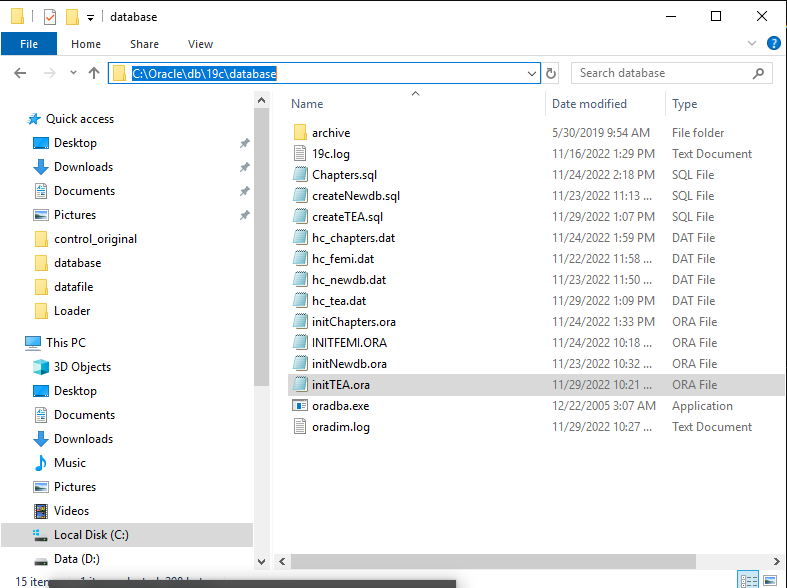 database
File Home Share View
C:\Oracle\db\19c\database
Search database
Name Date modified Type
Quick access
Desktop
Downloads
Documents
Pictures
control_original
database
datafile
Loader
This PC
3D Objects
Desktop
Documents
Downloads
Music
Pictures
Videos
Local Disk (C:)
Data (D:)
archive 5/30/2019 9:54 AM File folder
19c.log 11/16/2022 1:29 PM Text Document
Chapters.sql 11/24/2022 2:18 PM SQL File
createNewdb.sql 11/23/2022 11:13 ... SQL File
createTEA.sql 11/29/2022 1:07 PM SQL File
hc_chapters.dat 11/24/2022 1:59 PM DAT File
hc_femi.dat 11/22/2022 11:58 ... DAT File
hc_newdb.dat 11/23/2022 11:50 ... DAT File
hc_tea.dat 11/29/2022 1:09 PM DAT File
initChapters.ora 11/24/2022 1:33 PM ORA File
INITFEMI.ORA 11/24/2022 10:18 ... ORA File
initNewdb.ora 11/23/2022 10:32 ... ORA File
initTEA.ora 11/29/2022 10:21 ... ORA File
oradba.exe 12/22/2005 3:07 AM Application
oradim.log 11/29/2022 10:27 ... Text Document
15